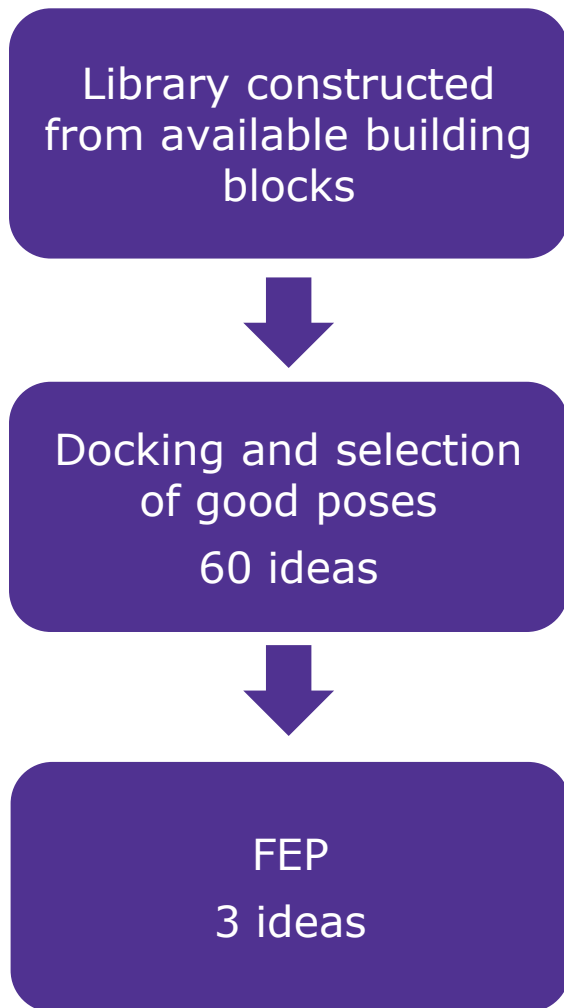 Library constructed
from available building
blocks
Docking and selection
of good poses
60 ideas
FEP
3 ideas